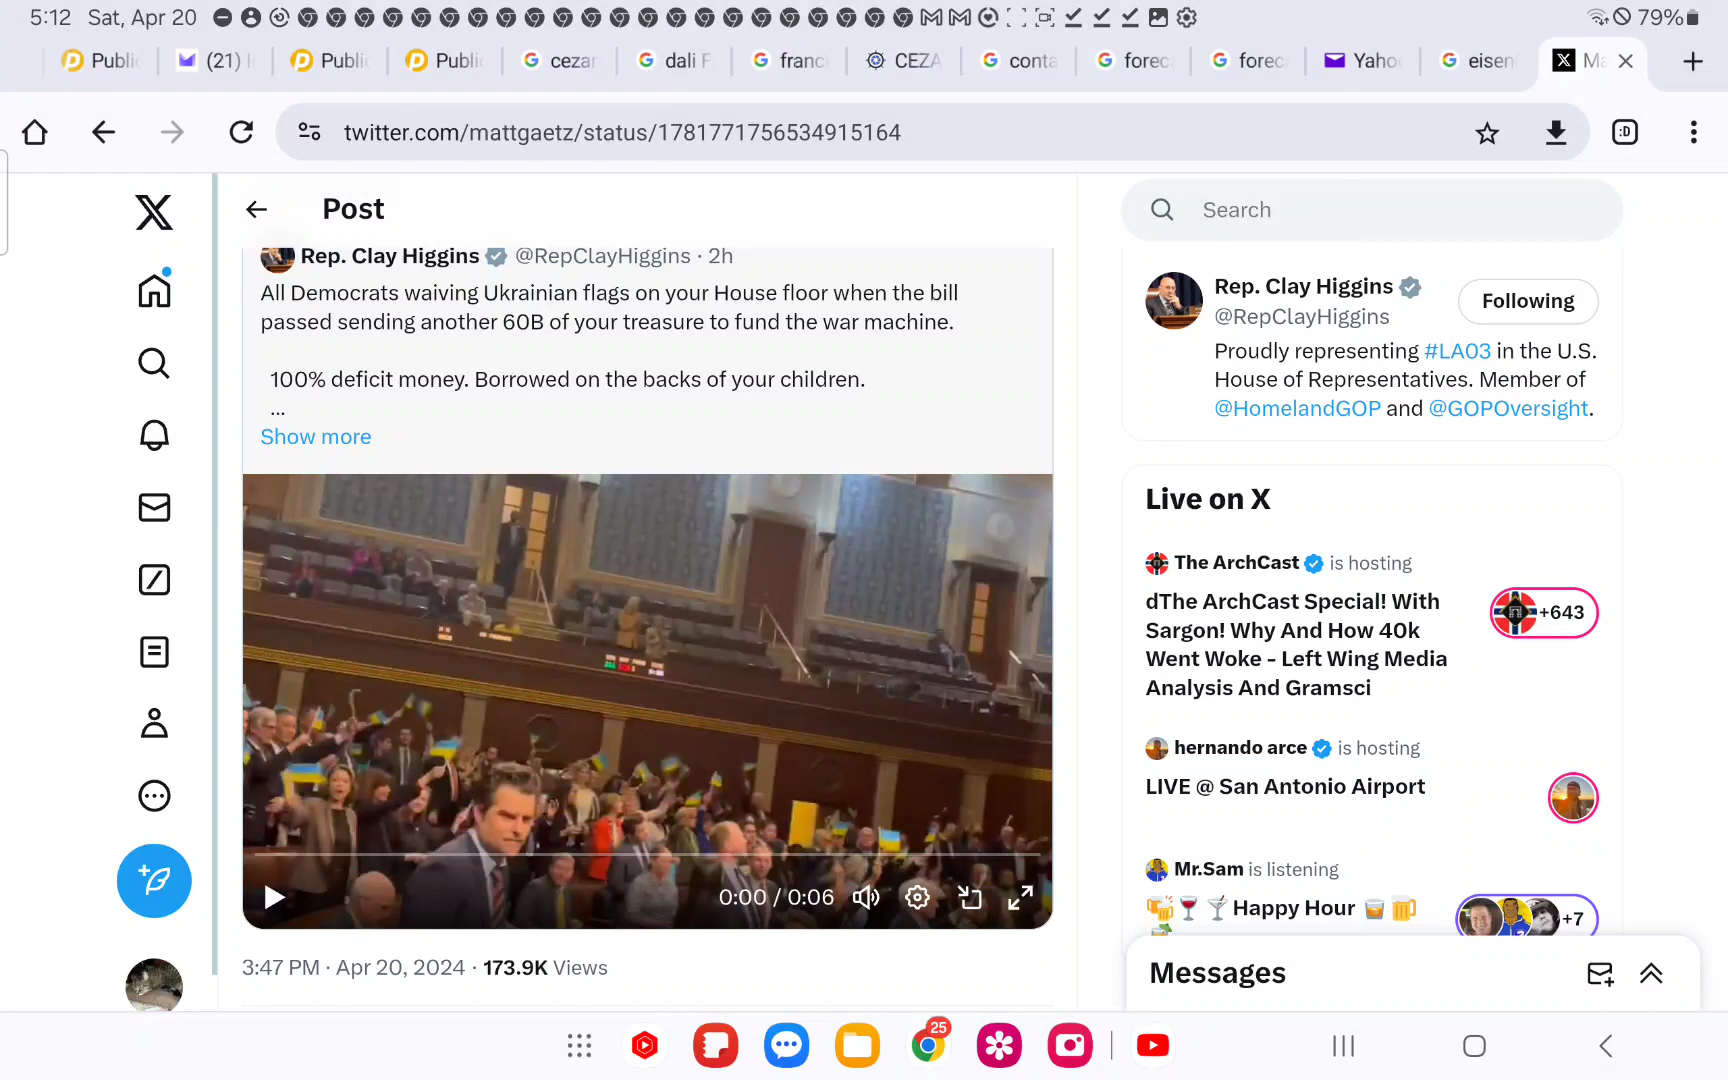 5:12 Sat, Apr 20
79%
Publi
(21) I
Publi
Publi
cezar
dali F
franc
CEZA
conta
forec
forec
Yaho
eisen
Ma
twitter.com/mattgaetz/status/1781771756534915164
Post
Rep. Clay Higgins @RepClayHiggins · 2h
All Democrats waiving Ukrainian flags on your House floor when the bill
passed sending another 60B of your treasure to fund the war machine.
100% deficit money. Borrowed on the backs of your children.
...
Show more
0:00 / 0:06
3:47 PM · Apr 20, 2024 · 173.9K Views
Search
Rep. Clay Higgins
@RepClayHiggins
Following
Proudly representing #LA03 in the U.S.
House of Representatives. Member of
@HomelandGOP and @GOPOversight.
Live on X
The ArchCast is hosting
dThe ArchCast Special! With
Sargon! Why And How 40k
Went Woke - Left Wing Media
Analysis And Gramsci
+643
hernando arce is hosting
LIVE @ San Antonio Airport
Mr.Sam is listening
🍻🍷🍸Happy Hour 🥃🍺
+7
Messages
25